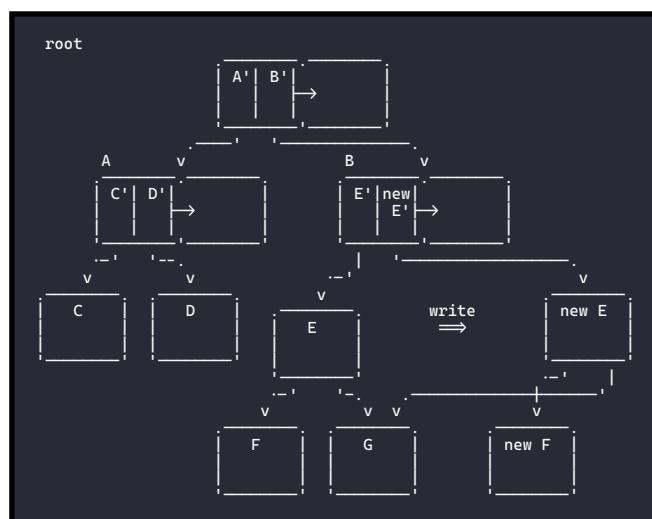 root
A' B'
A B
C' D' E' new
E'
C D E write new E
F G new F